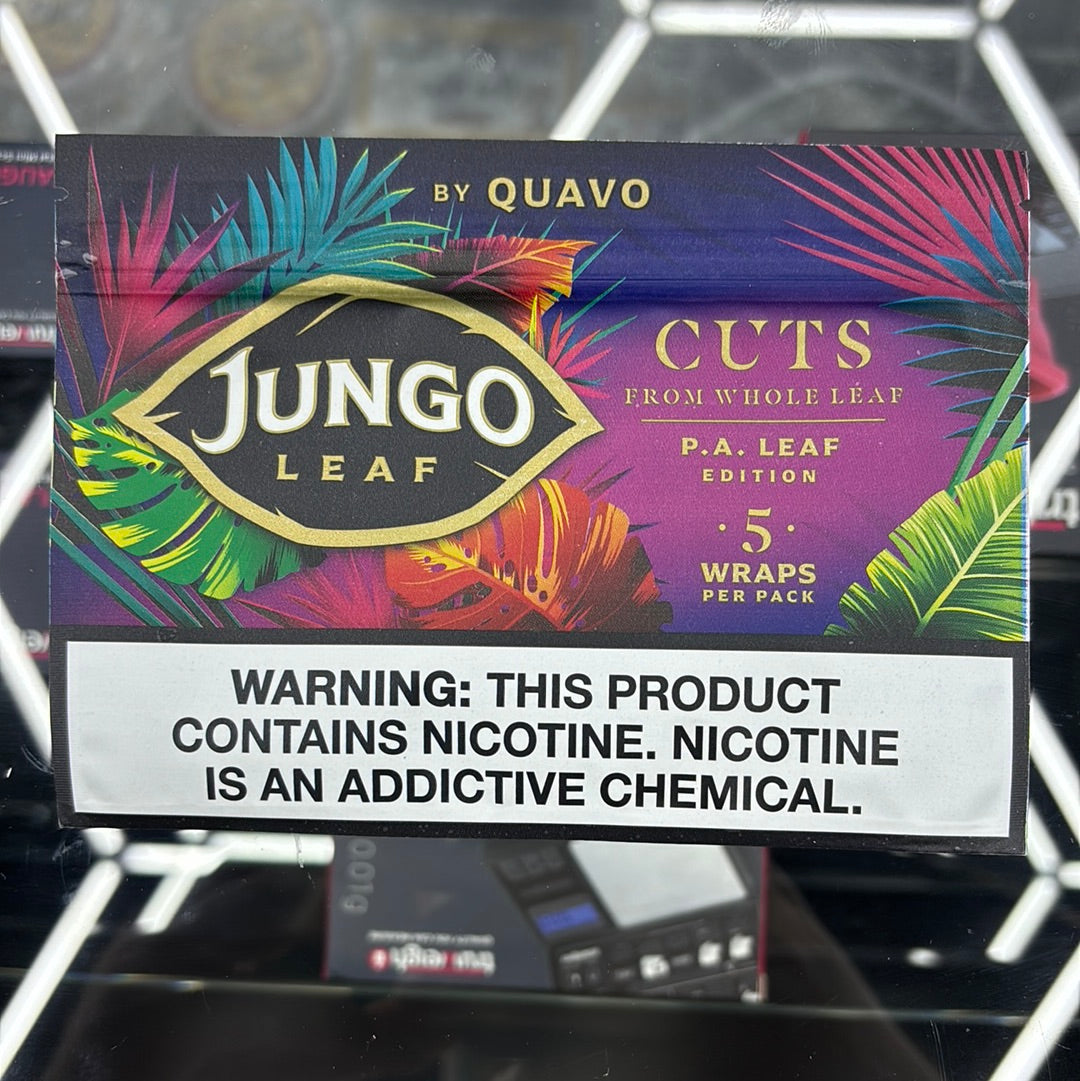 BY QUAVO
JUNGO
LEAF
CUTS
FROM WHOLE LEAF
P.A. LEAF
EDITION
·5·
WRAPS
PER PACK
WARNING: THIS PRODUCT
CONTAINS NICOTINE. NICOTINE
IS AN ADDICTIVE CHEMICAL.